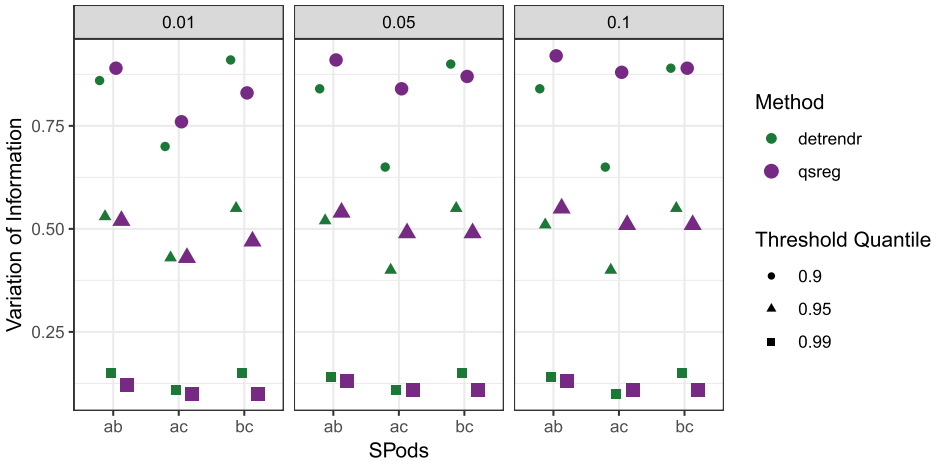 0.01
0.05
0.1
Variation of Information
0.75
0.50
0.25
ab
ac
bc
ab
ac
bc
ab
ac
bc
SPods
Method
detrendr
qsreg
Threshold Quantile
0.9
0.95
0.99